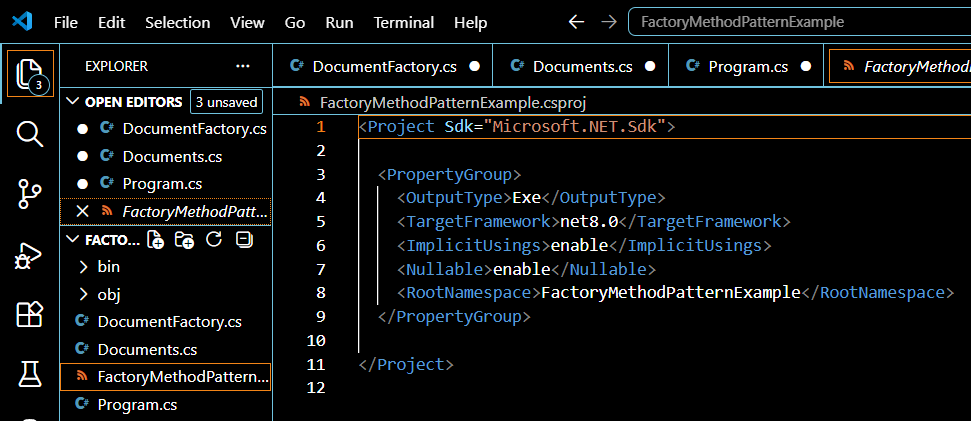 File Edit Selection View Go Run Terminal Help
FactoryMethodPatternExample
EXPLORER
3
OPEN EDITORS 3 unsaved
DocumentFactory.cs
Documents.cs
Program.cs
FactoryMethodPatt...
FACTO...
bin
obj
DocumentFactory.cs
Documents.cs
FactoryMethodPattern...
Program.cs
DocumentFactory.cs Documents.cs Program.cs FactoryMethod
FactoryMethodPatternExample.csproj
1 <Project Sdk="Microsoft.NET.Sdk">
2
3 <PropertyGroup>
4 <OutputType>Exe</OutputType>
5 <TargetFramework>net8.0</TargetFramework>
6 <ImplicitUsings>enable</ImplicitUsings>
7 <Nullable>enable</Nullable>
8 <RootNamespace>FactoryMethodPatternExample</RootNamespace>
9 </PropertyGroup>
10
11 </Project>
12